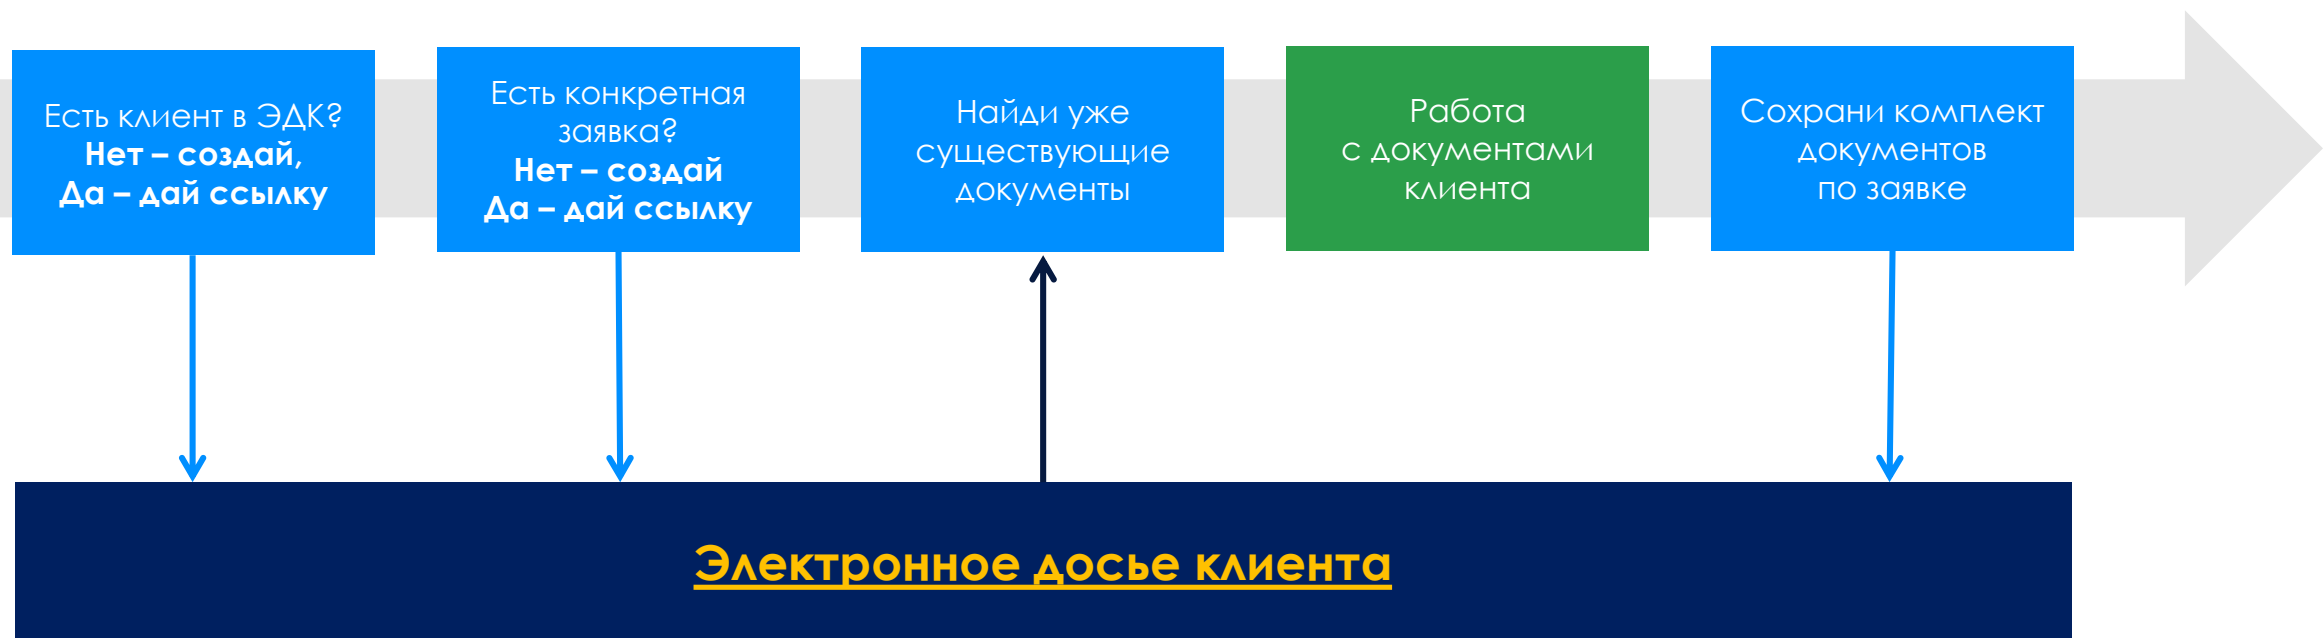 Есть клиент в ЭДК?
Нет – создай,
Да – дай ссылку
Есть конкретная
заявка?
Нет – создай
Да – дай ссылку
Найди уже
существующие
документы
Работа
с документами
клиента
Сохрани комплект
документов
по заявке
Электронное досье клиента